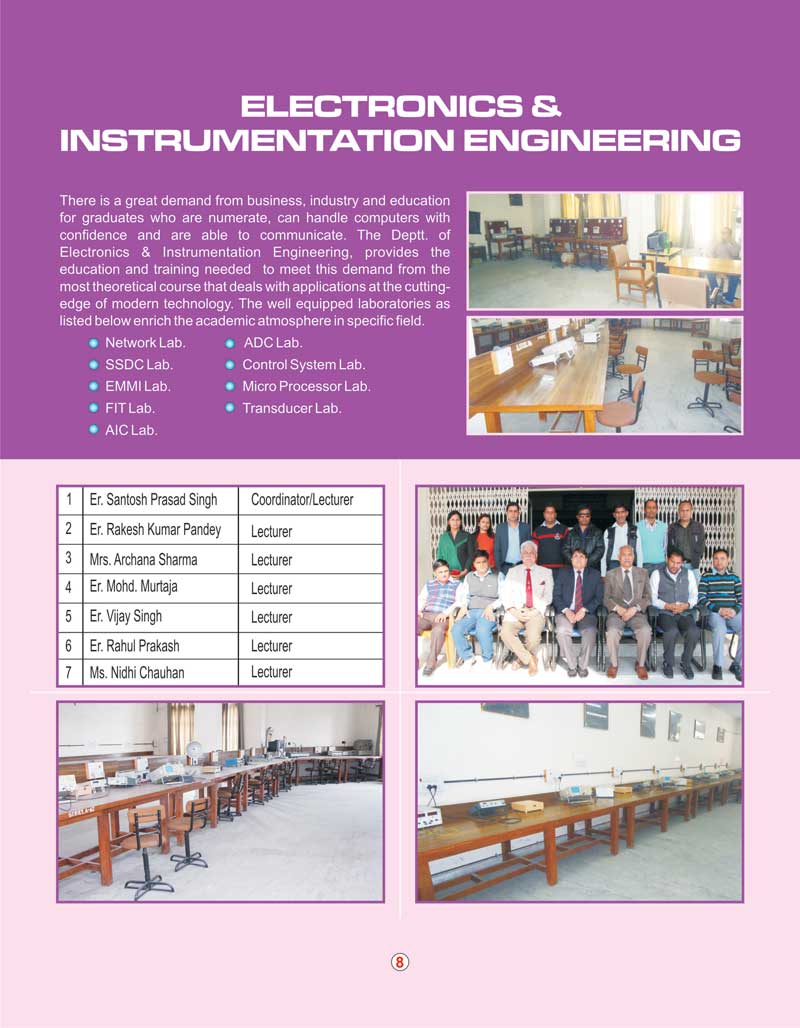 ELECTRONICS &
INSTRUMENTATION ENGINEERING
There is a great demand from business, industry and education
for graduates who are numerate, can handle computers with
confidence and are able to communicate. The Deptt. of
Electronics & Instrumentation Engineering, provides the
education and training needed to meet this demand from the
most theoretical course that deals with applications at the cutting-
edge of modern technology. The well equipped laboratories as
listed below enrich the academic atmosphere in specific field.
Network Lab. ADC Lab.
SSDC Lab. Control System Lab.
EMMI Lab. Micro Processor Lab.
FIT Lab. Transducer Lab.
AIC Lab.
1 Er. Santosh Prasad Singh Coordinator/Lecturer
2 Er. Rakesh Kumar Pandey Lecturer
3 Mrs. Archana Sharma Lecturer
4 Er. Mohd. Murtaja Lecturer
5 Er. Vijay Singh Lecturer
6 Er. Rahul Prakash Lecturer
7 Ms. Nidhi Chauhan Lecturer
8